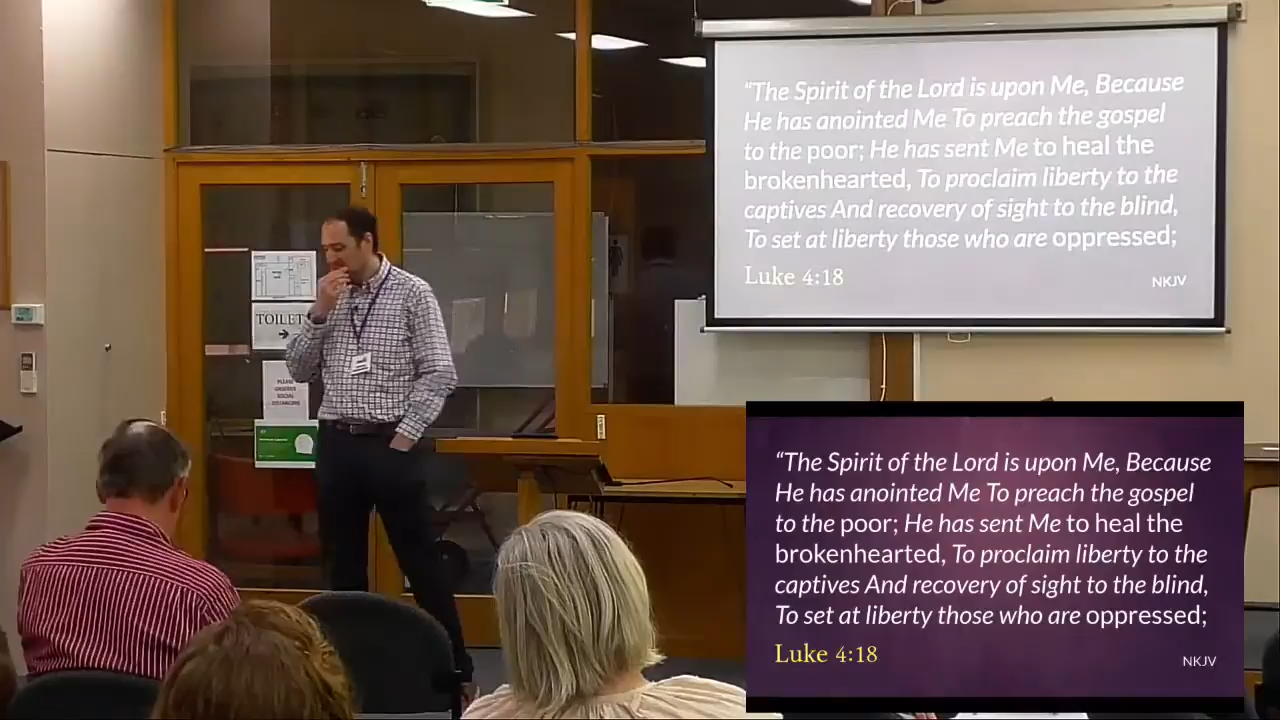 “The Spirit of the Lord is upon Me, Because
He has anointed Me To preach the gospel
to the poor; He has sent Me to heal the
brokenhearted, To proclaim liberty to the
captives And recovery of sight to the blind,
To set at liberty those who are oppressed;
Luke 4:18
NKJV
TOILET
PLEASE
OBSERVE
SOCIAL
DISTANCING
“The Spirit of the Lord is upon Me, Because
He has anointed Me To preach the gospel
to the poor; He has sent Me to heal the
brokenhearted, To proclaim liberty to the
captives And recovery of sight to the blind,
To set at liberty those who are oppressed;
Luke 4:18
NKJV